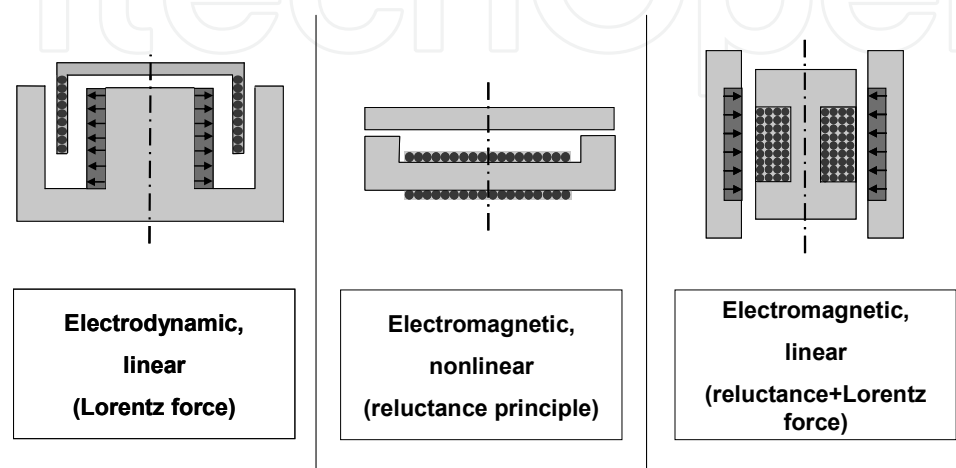 Electrodynamic,
linear
(Lorentz force)
Electromagnetic,
nonlinear
(reluctance principle)
Electromagnetic,
linear
(reluctance+Lorentz
force)